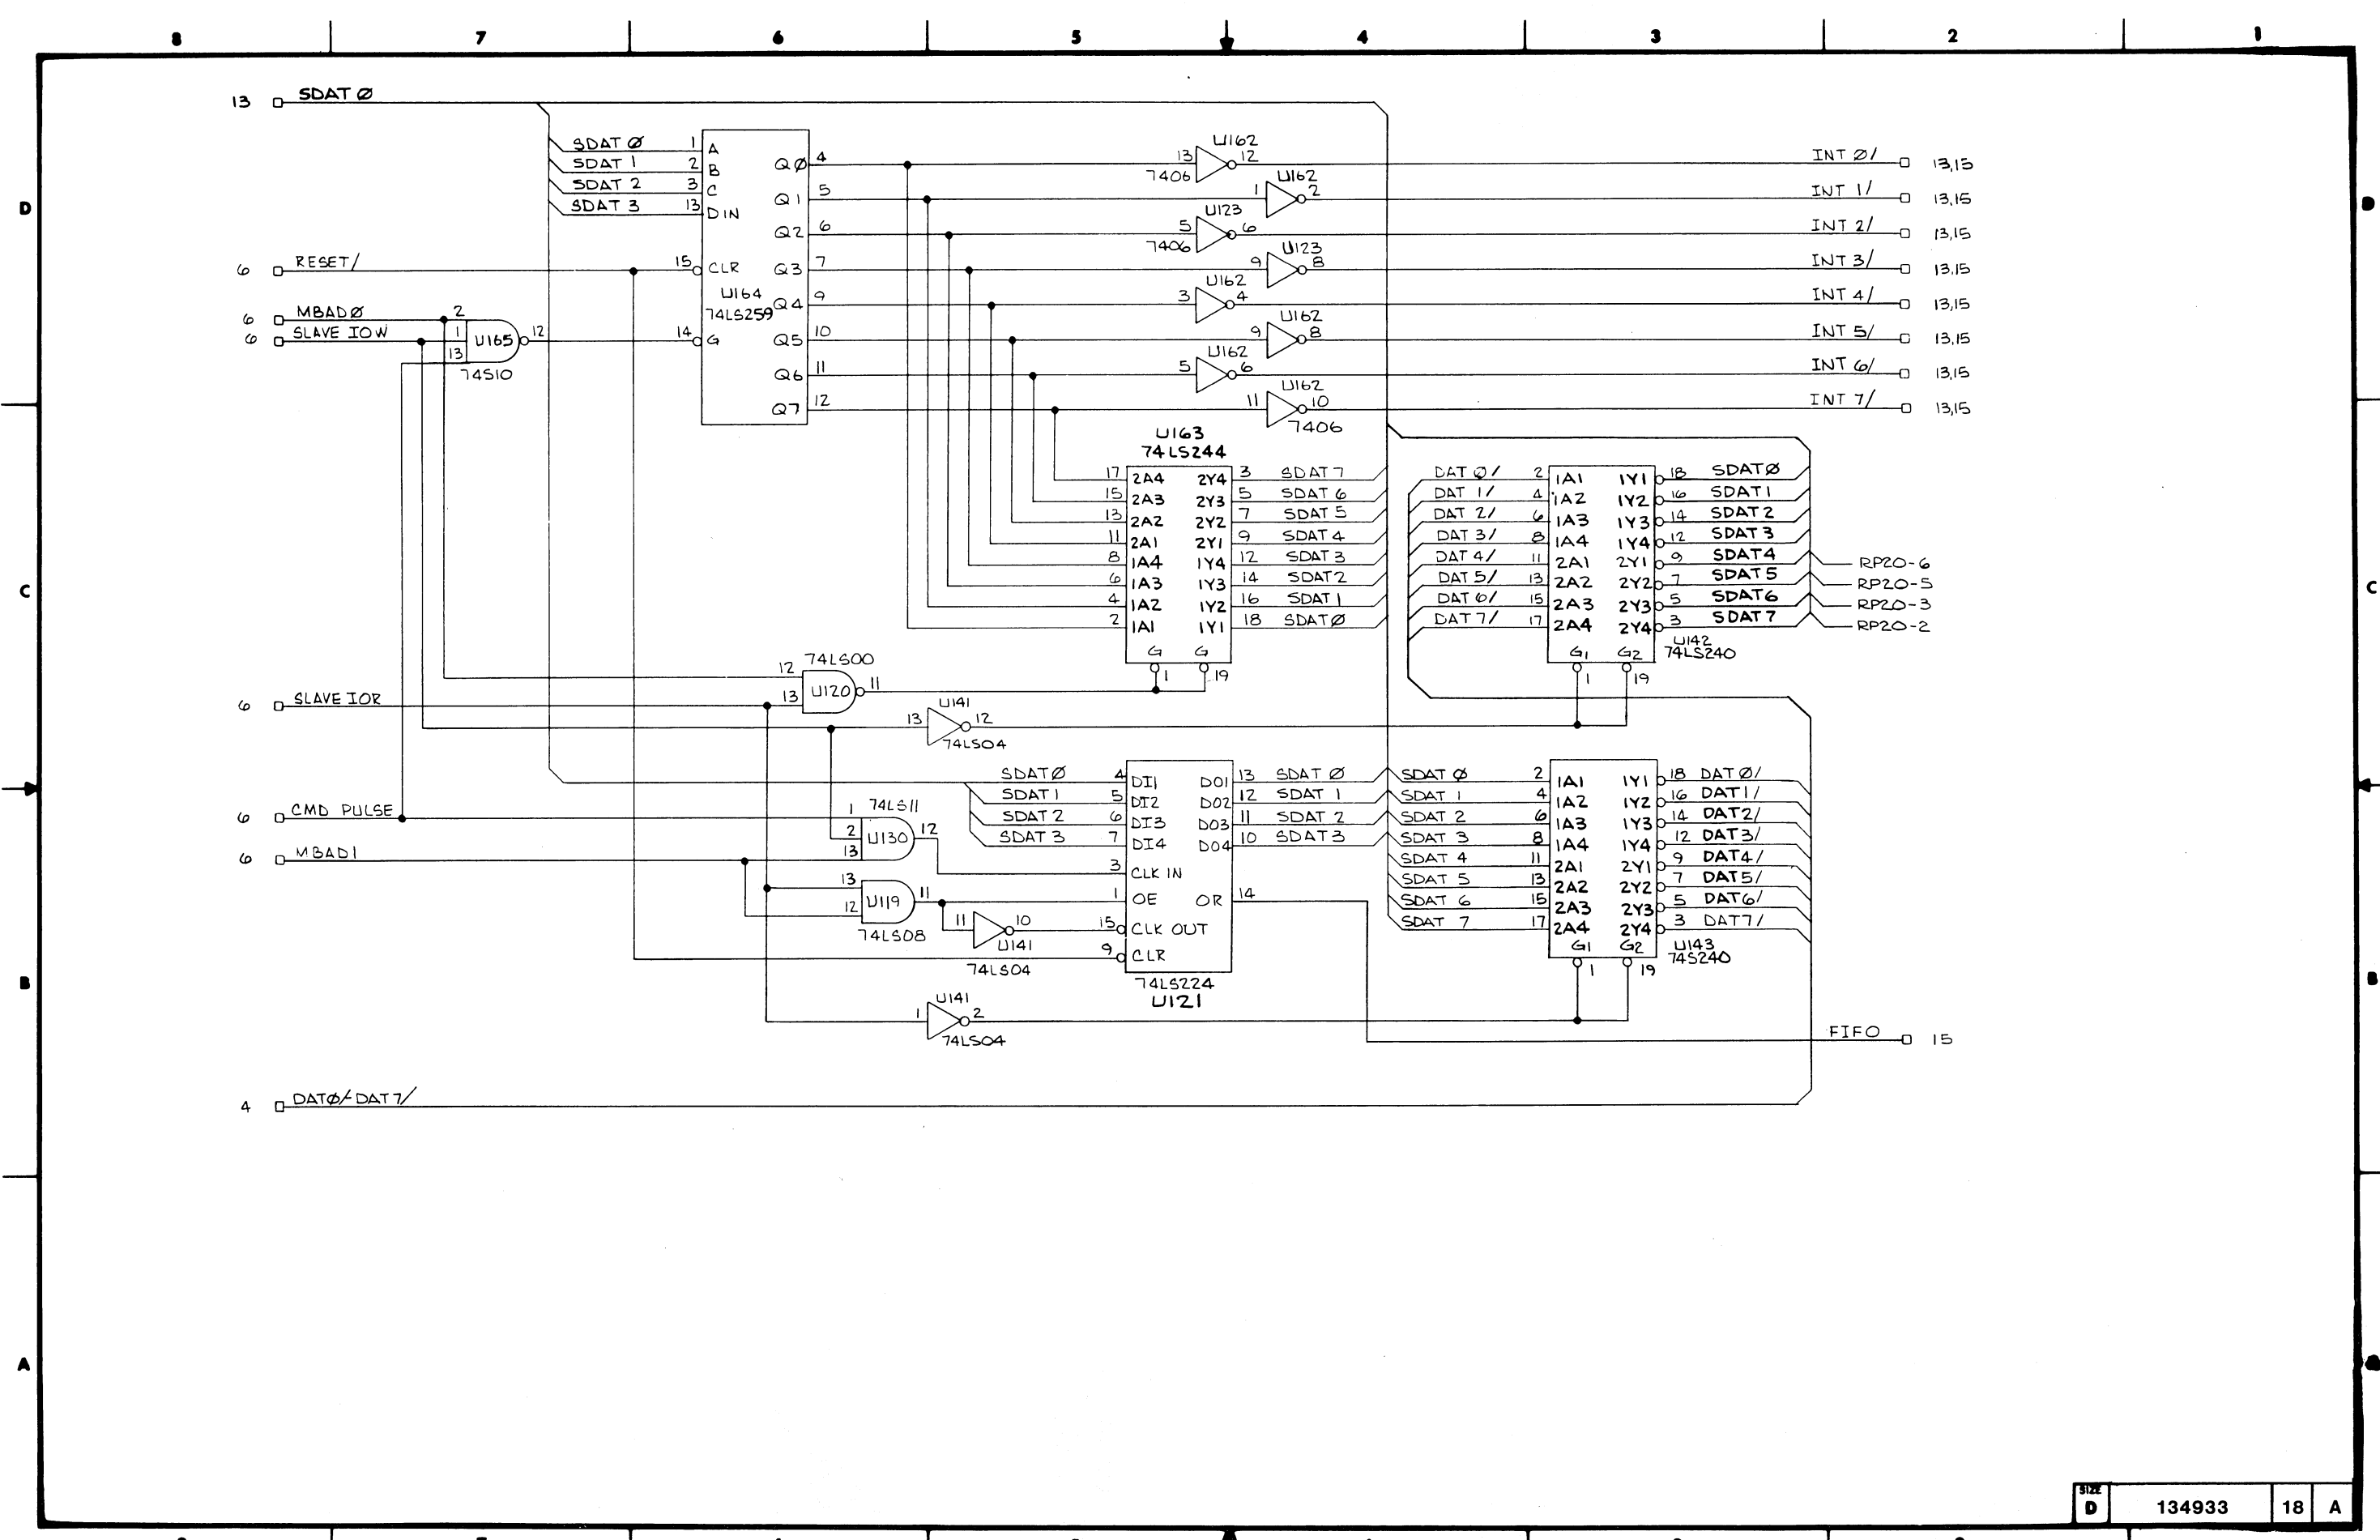 8 7 6 5 4 3 2 1
13 SDAT Ø
SDAT Ø 1 A
SDAT 1 2 B
SDAT 2 3 C
SDAT 3 13 D IN
Q Ø 4
Q 1 5
Q2 6
Q3 7
Q4 9
Q5 10
Q6 11
Q7 12
U162
13 12
7406
INT Ø/ 13,15
U162
1 2
INT 1/ 13,15
U123
5 6
7406
INT 2/ 13,15
U123
9 8
INT 3/ 13,15
U162
3 4
INT 4/ 13,15
U162
9 8
INT 5/ 13,15
U162
5 6
INT 6/ 13,15
U162
11 10
7406
INT 7/ 13,15
D D
6 RESET/
15 CLR
U164
74LS259
6 MBADØ
6 SLAVE IOW
2
1
13
U165 12
74S10
14 G
U163
74LS244
17 2A4 2Y4 3 SDAT 7
15 2A3 2Y3 5 SDAT 6
13 2A2 2Y2 7 SDAT 5
11 2A1 2Y1 9 SDAT 4
8 1A4 1Y4 12 SDAT 3
6 1A3 1Y3 14 SDAT2
4 1A2 1Y2 16 SDAT 1
2 1A1 1Y1 18 SDATØ
G G
1 19
DAT Ø/ 2 1A1 1Y1 18 SDATØ
DAT 1/ 4 1A2 1Y2 16 SDAT1
DAT 2/ 6 1A3 1Y3 14 SDAT 2
DAT 3/ 8 1A4 1Y4 12 SDAT 3
DAT 4/ 11 2A1 2Y1 9 SDAT4 RP20-6
DAT 5/ 13 2A2 2Y2 7 SDAT5 RP20-5
DAT 6/ 15 2A3 2Y3 5 SDAT6 RP20-3
DAT 7/ 17 2A4 2Y4 3 SDAT 7 RP20-2
G1 G2
1 19
U142
74LS240
C C
74LS00
12
13
U120 11
6 SLAVE IOR
U141
13 12
74LS04
6 CMD PULSE
6 MBAD1
74LS11
1
2
13
U130 12
13
12 U119 11
74LS08
11 10
U141
74LS04
SDATØ 4 DI1 DO1 13 SDAT Ø
SDAT 1 5 DI2 DO2 12 SDAT 1
SDAT 2 6 DI3 DO3 11 SDAT 2
SDAT 3 7 DI4 DO4 10 SDAT3
3 CLK IN
1 OE OR 14
15 CLK OUT
9 CLR
74LS224
U121
SDAT Ø 2 1A1 1Y1 18 DAT Ø/
SDAT 1 4 1A2 1Y2 16 DAT1/
SDAT 2 6 1A3 1Y3 14 DAT2/
SDAT 3 8 1A4 1Y4 12 DAT3/
SDAT 4 11 2A1 2Y1 9 DAT4/
SDAT 5 13 2A2 2Y2 7 DAT5/
SDAT 6 15 2A3 2Y3 5 DAT6/
SDAT 7 17 2A4 2Y4 3 DAT7/
G1 G2
1 19
U143
74S240
B B
U141
1 2
74LS04
FIFO 15
4 DATØ/-DAT 7/
A
SIZE
D 134933 18 A